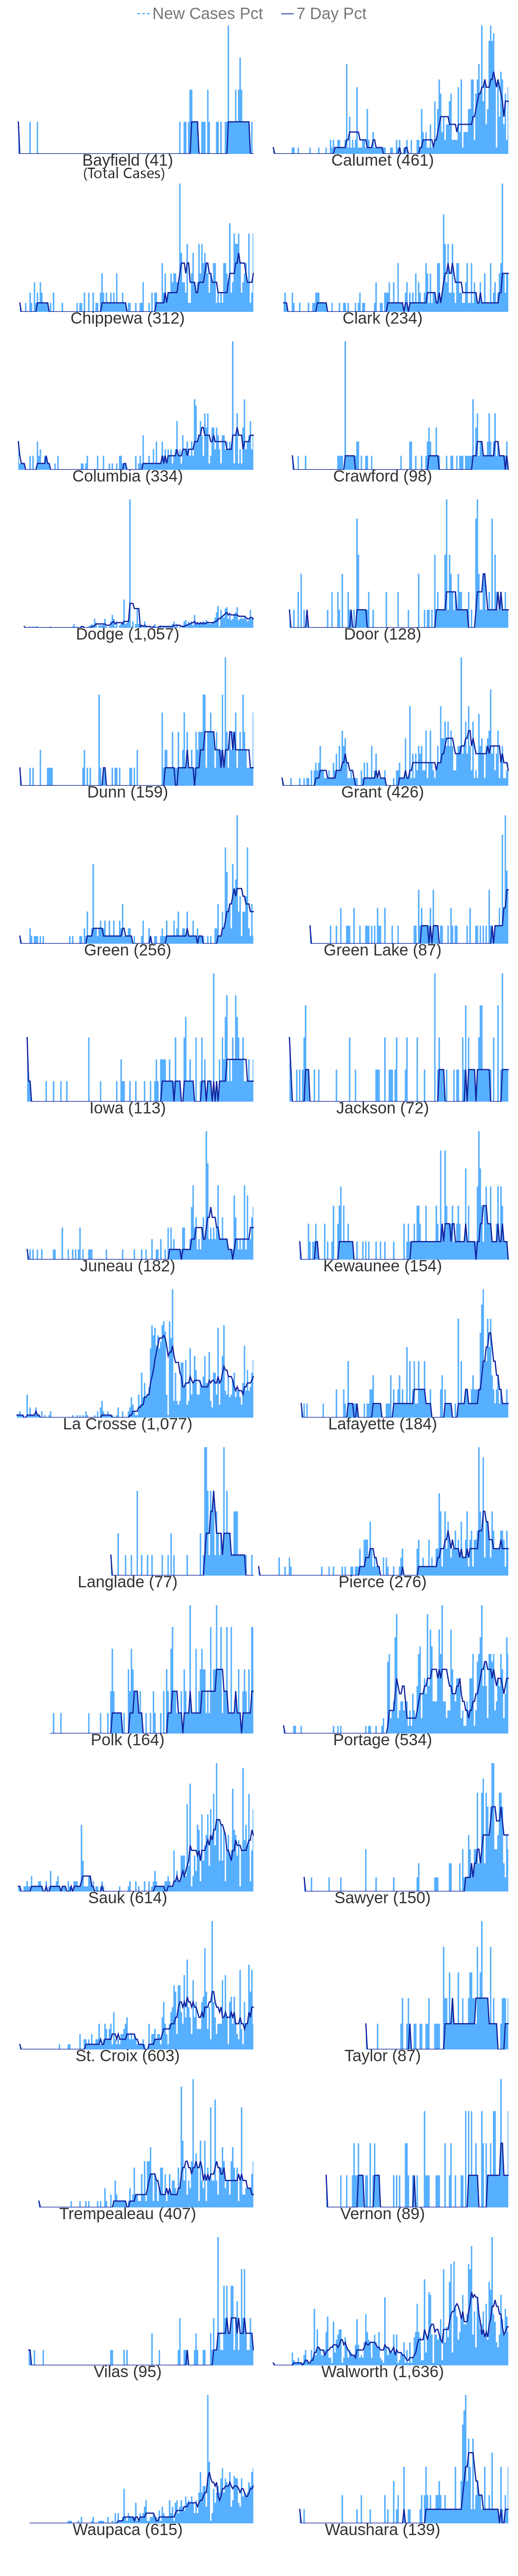 New Cases Pct 7 Day Pct
Bayfield (41) Calumet (461)
(Total Cases)
Chippewa (312) Clark (234)
Columbia (334) Crawford (98)
Dodge (1,057) Door (128)
Dunn (159) Grant (426)
Green (256) Green Lake (87)
Iowa (113) Jackson (72)
Juneau (182) Kewaunee (154)
La Crosse (1,077) Lafayette (184)
Langlade (77) Pierce (276)
Polk (164) Portage (534)
Sauk (614) Sawyer (150)
St. Croix (603) Taylor (87)
Trempealeau (407) Vernon (89)
Vilas (95) Walworth (1,636)
Waupaca (615) Waushara (139)